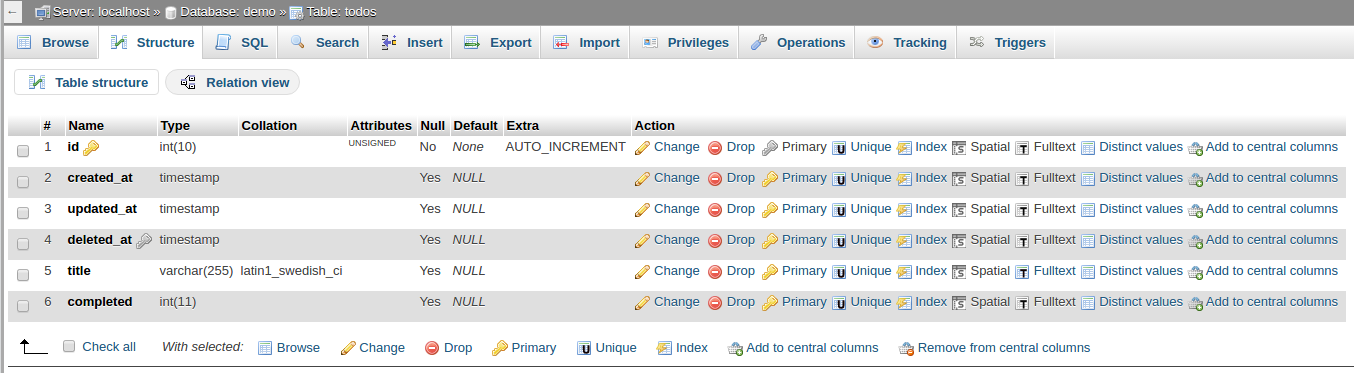 ← Server: localhost » Database: demo » Table: todos
Browse Structure SQL Search Insert Export Import Privileges Operations Tracking Triggers
Table structure Relation view
# Name Type Collation Attributes Null Default Extra Action
1 id int(10) UNSIGNED No None AUTO_INCREMENT Change Drop Primary Unique Index Spatial Fulltext Distinct values Add to central columns
2 created_at timestamp Yes NULL Change Drop Primary Unique Index Spatial Fulltext Distinct values Add to central columns
3 updated_at timestamp Yes NULL Change Drop Primary Unique Index Spatial Fulltext Distinct values Add to central columns
4 deleted_at timestamp Yes NULL Change Drop Primary Unique Index Spatial Fulltext Distinct values Add to central columns
5 title varchar(255) latin1_swedish_ci Yes NULL Change Drop Primary Unique Index Spatial Fulltext Distinct values Add to central columns
6 completed int(11) Yes NULL Change Drop Primary Unique Index Spatial Fulltext Distinct values Add to central columns
Check all With selected: Browse Change Drop Primary Unique Index Add to central columns Remove from central columns